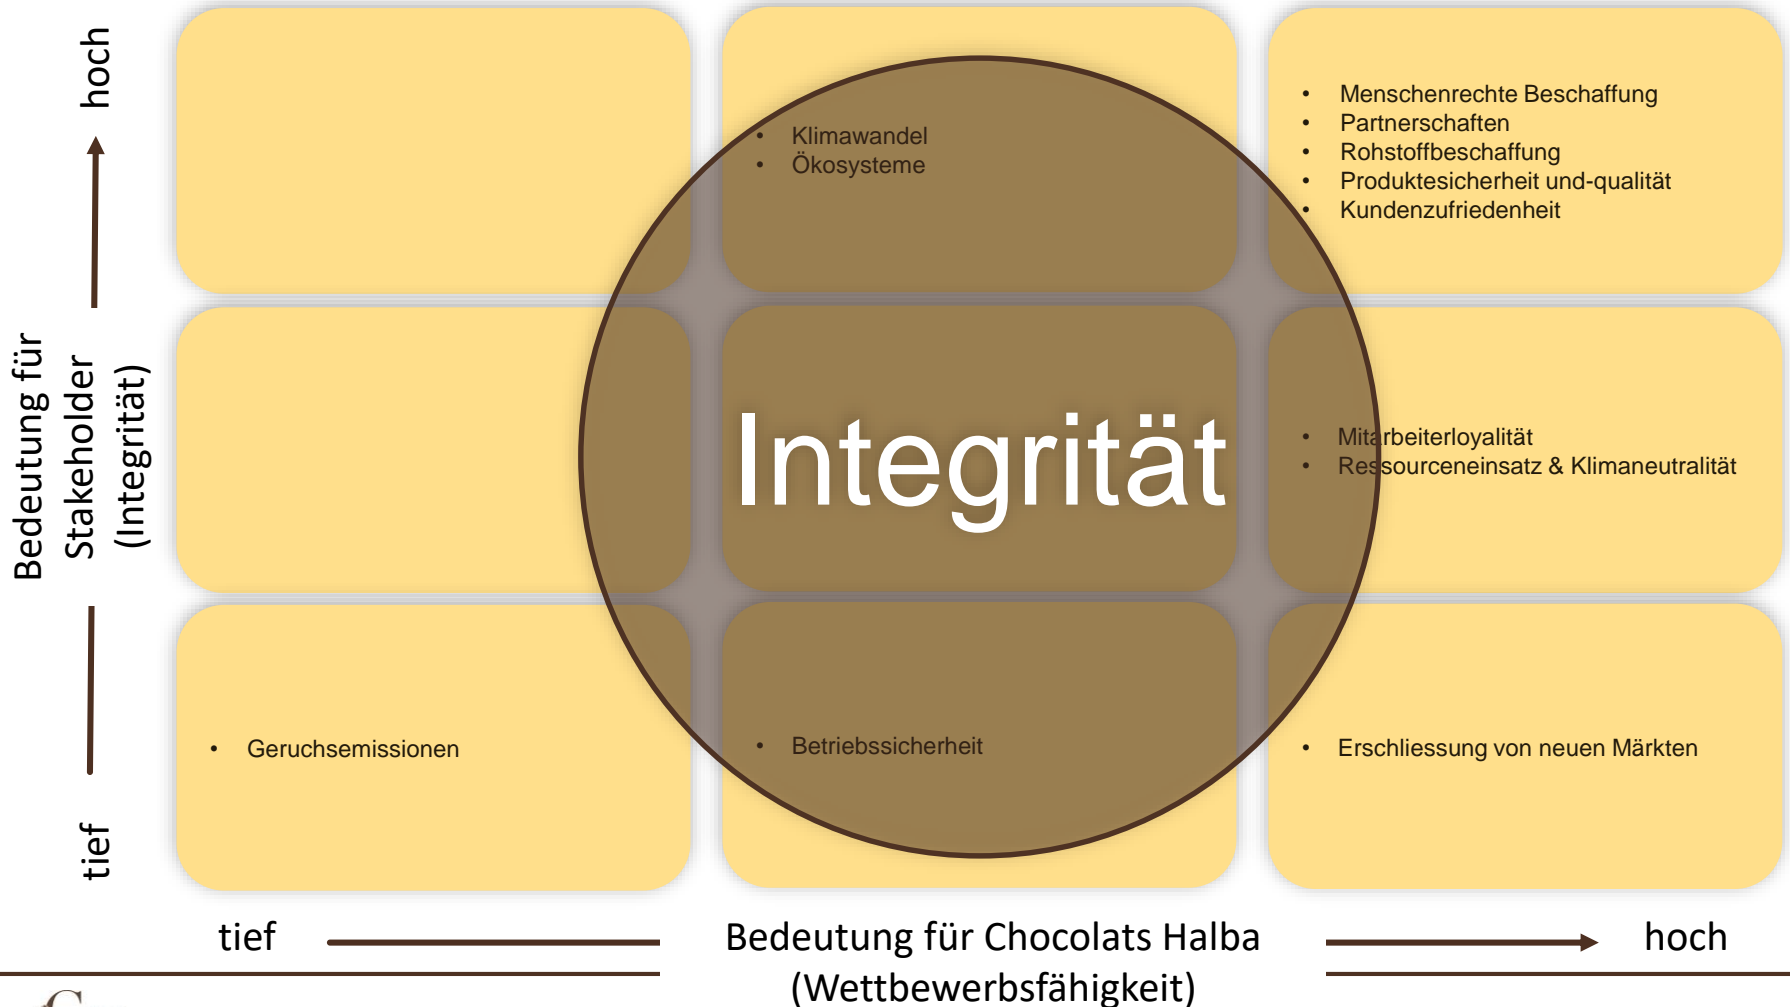 hoch
Bedeutung für
Stakeholder
(Integrität)
tief
• Klimawandel
• Ökosysteme
• Menschenrechte Beschaffung
• Partnerschaften
• Rohstoffbeschaffung
• Produktesicherheit und-qualität
• Kundenzufriedenheit
Integrität
• Mitarbeiterloyalität
• Ressourceneinsatz & Klimaneutralität
• Geruchsemissionen
• Betriebssicherheit
• Erschliessung von neuen Märkten
tief
Bedeutung für Chocolats Halba
(Wettbewerbsfähigkeit)
hoch